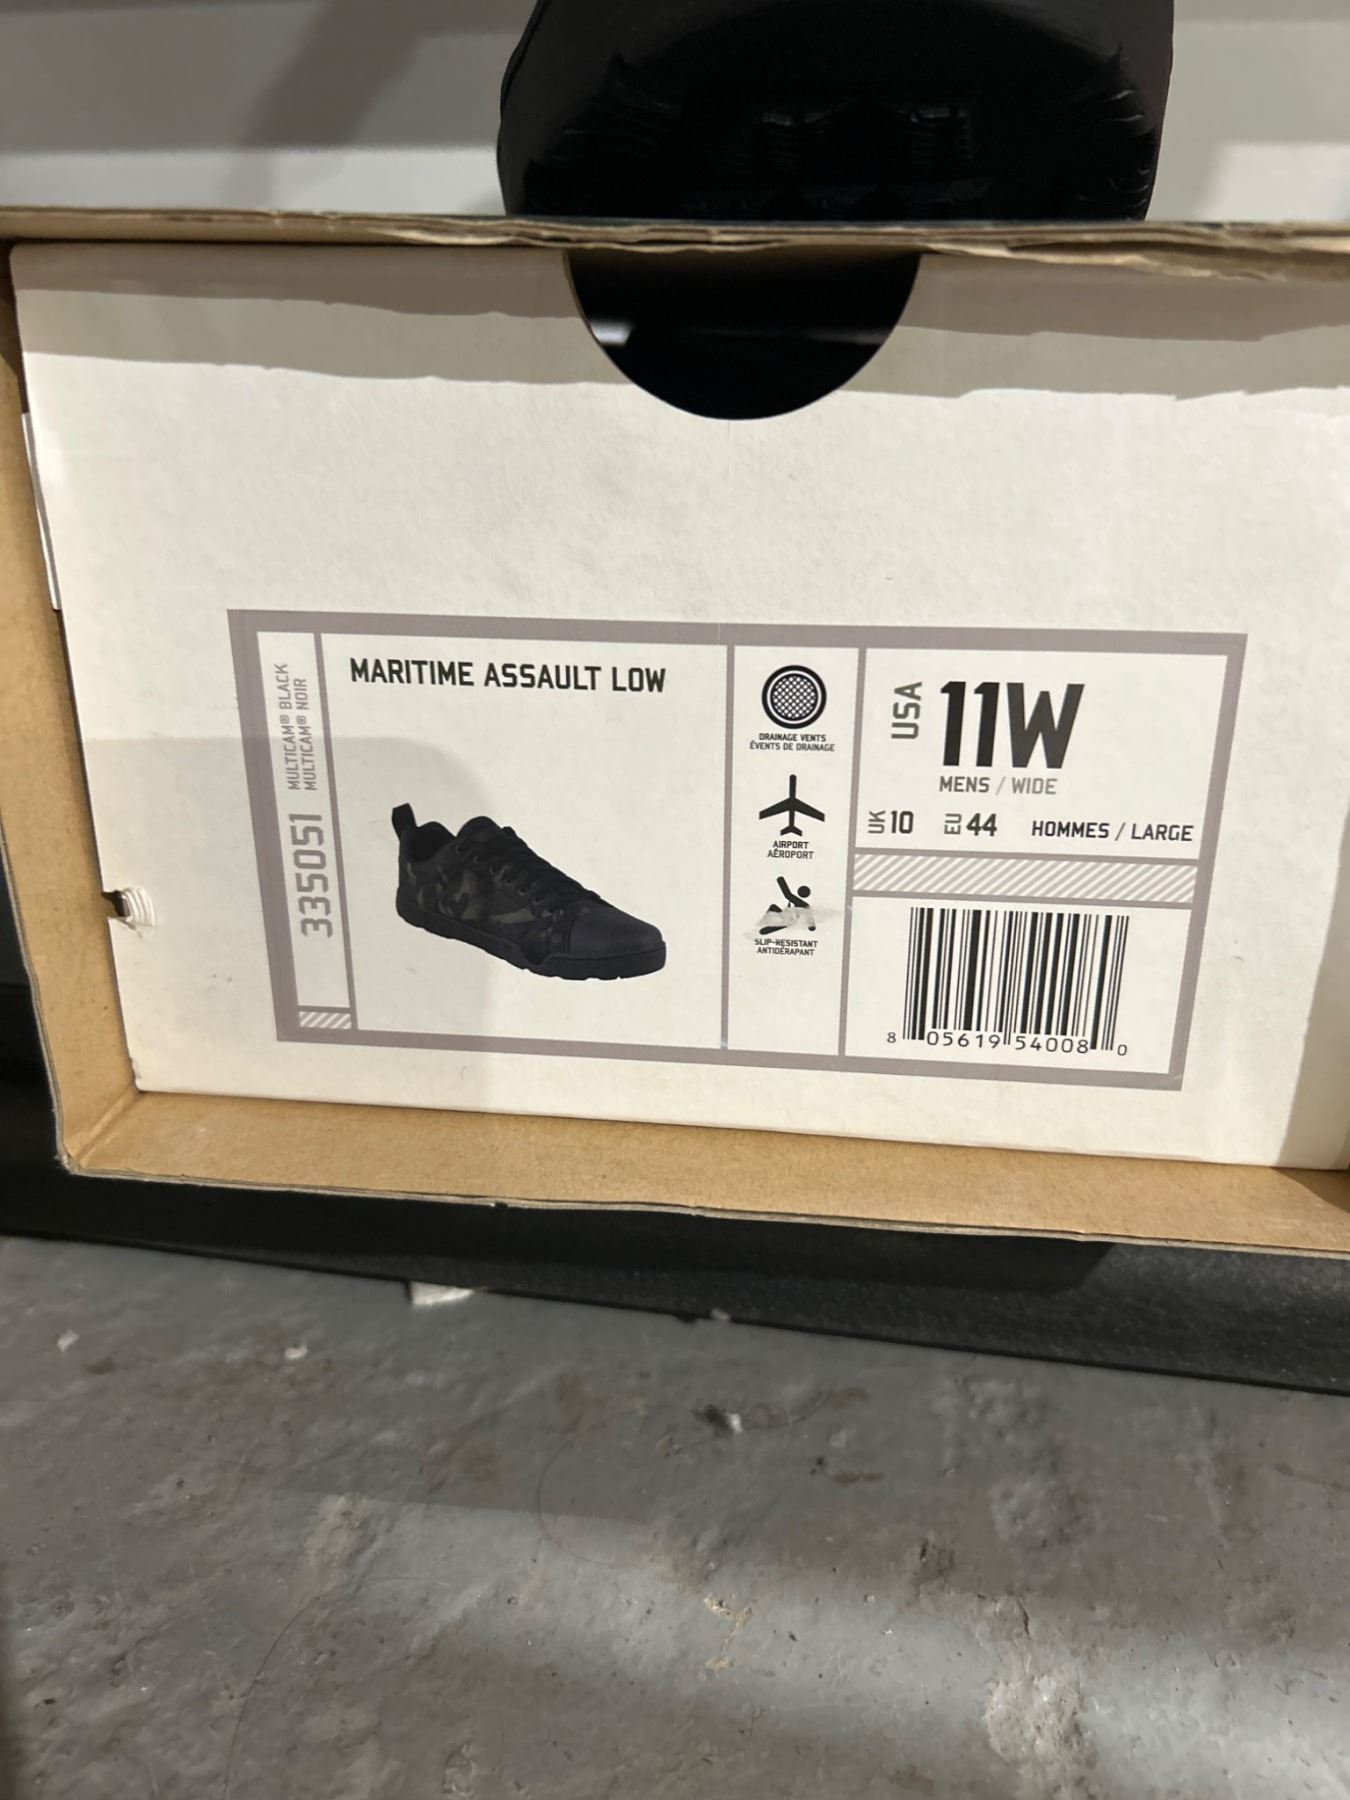 335051
MULTICAM® BLACK
MULTICAM® NOIR
MARITIME ASSAULT LOW
DRAINAGE VENTS
ÉVENTS DE DRAINAGE
AIRPORT
AÉROPORT
SLIP-RESISTANT
ANTIDÉRAPANT
USA 11W
MENS / WIDE
UK 10 EU 44 HOMMES / LARGE
8 05619 54008 0